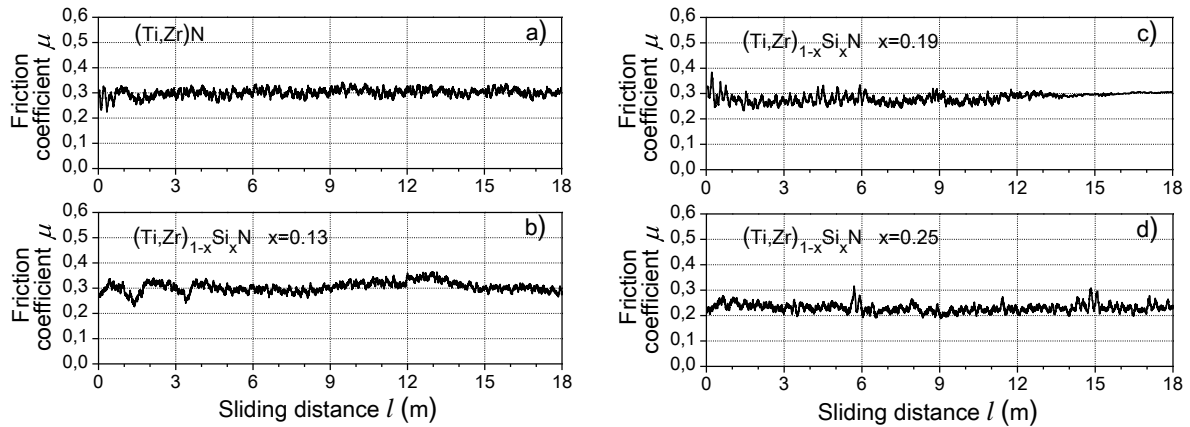 (Ti,Zr)N
a)
Friction
coefficient μ
0,6
0,5
0,4
0,3
0,2
0,1
0,0
0 3 6 9 12 15 18
(Ti,Zr)1-xSixN x=0.13
b)
Friction
coefficient μ
0,6
0,5
0,4
0,3
0,2
0,1
0,0
0 3 6 9 12 15 18
Sliding distance l (m)
(Ti,Zr)1-xSixN x=0.19
c)
Friction
coefficient μ
0,6
0,5
0,4
0,3
0,2
0,1
0,0
0 3 6 9 12 15 18
(Ti,Zr)1-xSixN x=0.25
d)
Friction
coefficient μ
0,6
0,5
0,4
0,3
0,2
0,1
0,0
0 3 6 9 12 15 18
Sliding distance l (m)